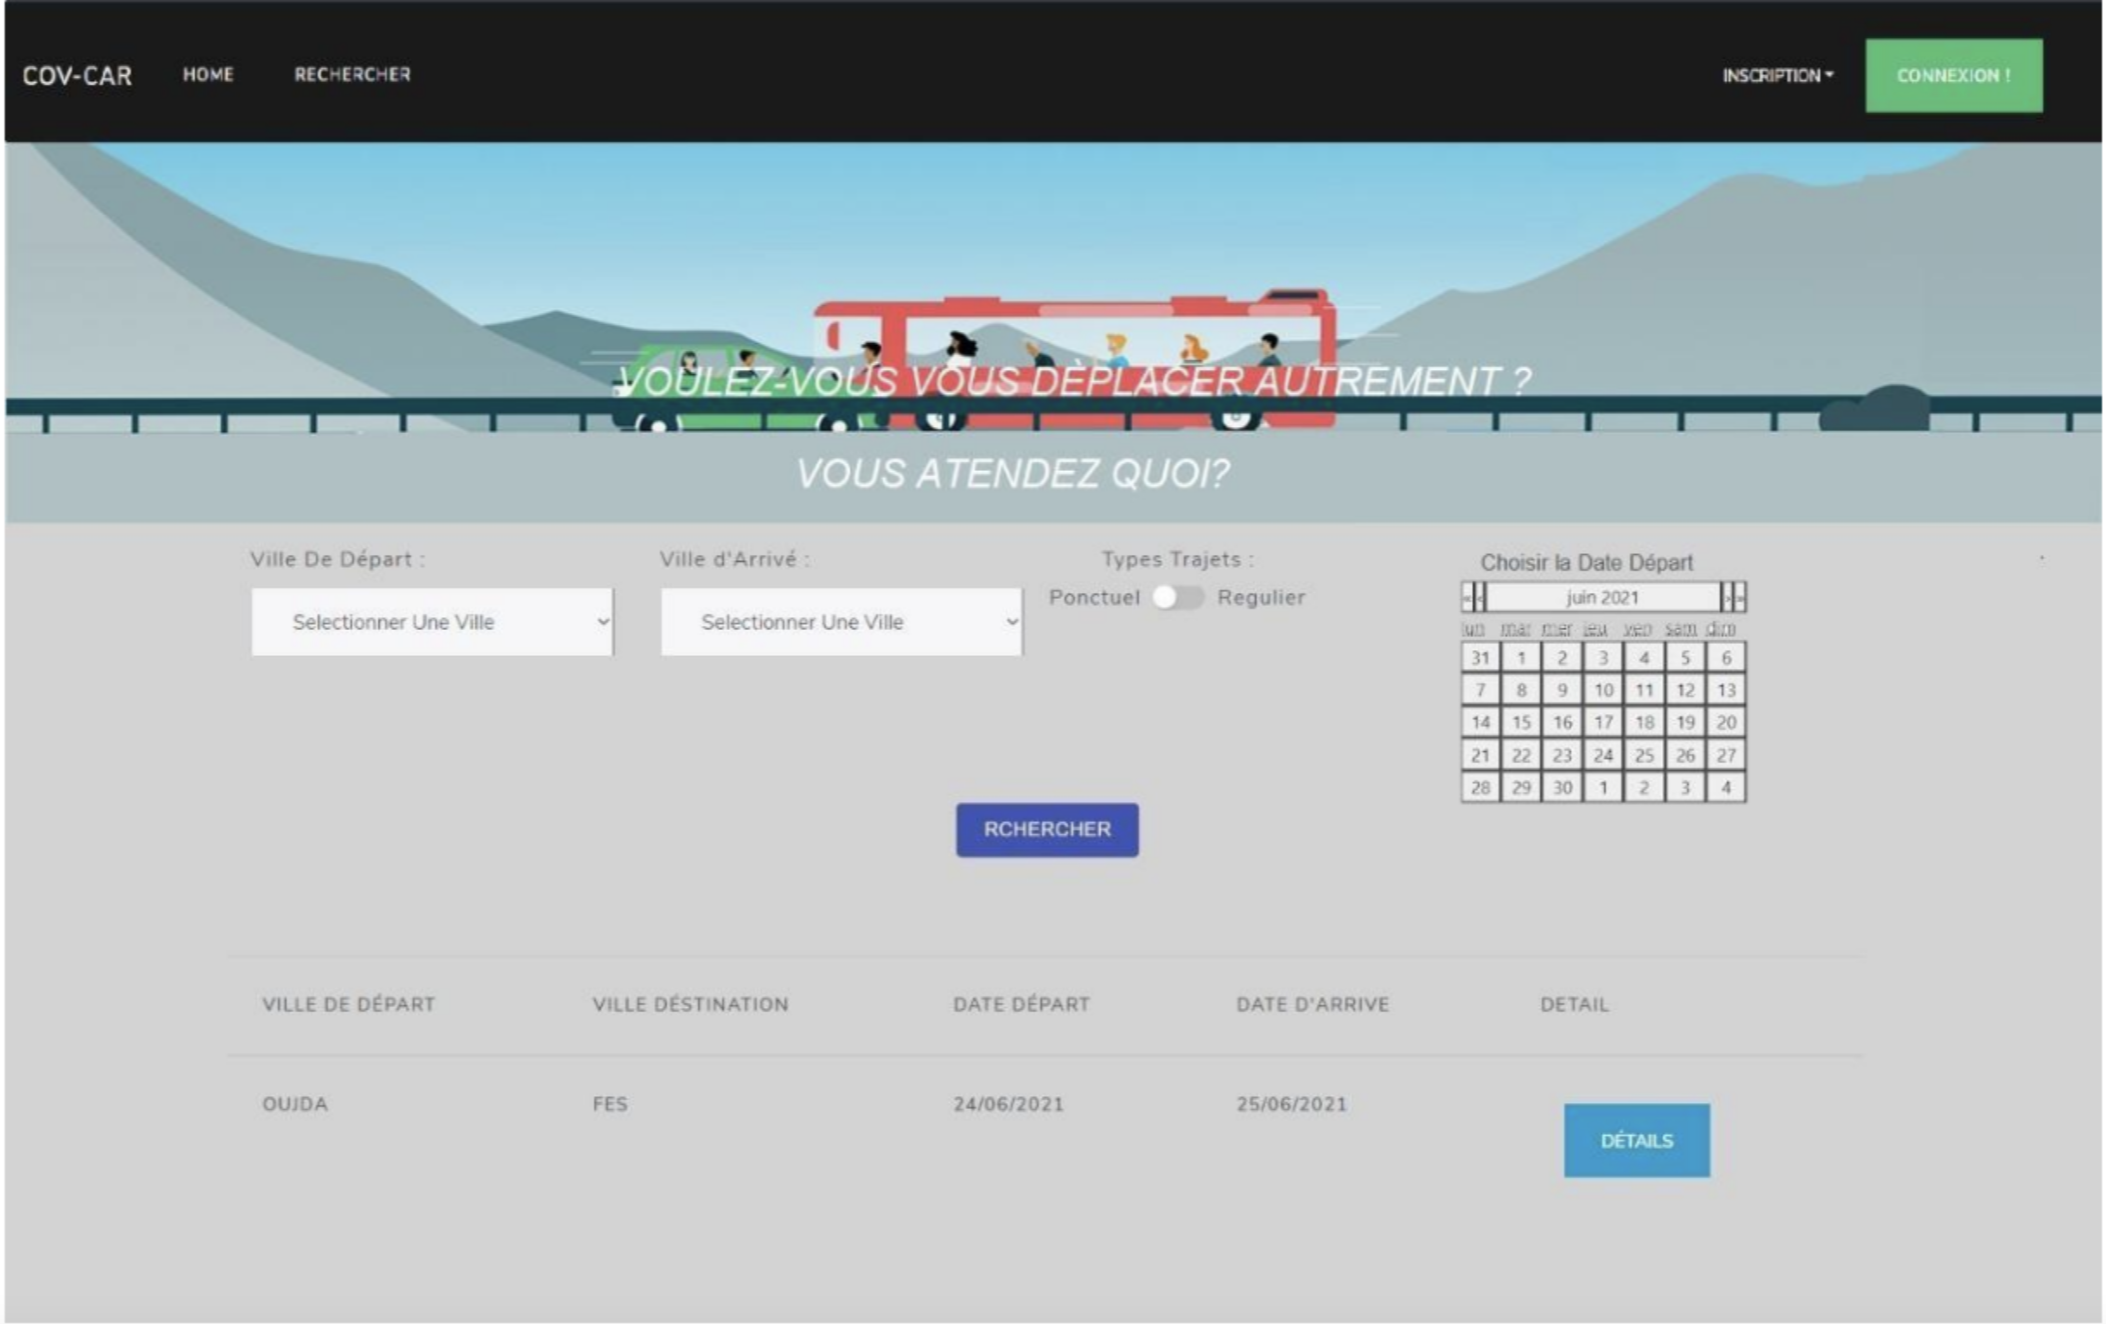 COV-CAR HOME RECHERCHER INSCRIPTION CONNEXION !
VOULEZ-VOUS VOUS DÈPLACER AUTREMENT ?
VOUS ATENDEZ QUOI?
Ville De Départ : Ville d'Arrivé : Types Trajets : Choisir la Date Départ
Selectionner Une Ville Selectionner Une Ville Ponctuel Regulier
« ‹ juin 2021 › »
lun mar mer jeu ven sam dim
31 1 2 3 4 5 6
7 8 9 10 11 12 13
14 15 16 17 18 19 20
21 22 23 24 25 26 27
28 29 30 1 2 3 4
RCHERCHER
VILLE DE DÉPART VILLE DÉSTINATION DATE DÉPART DATE D'ARRIVE DETAIL
OUJDA FES 24/06/2021 25/06/2021 DÉTAILS